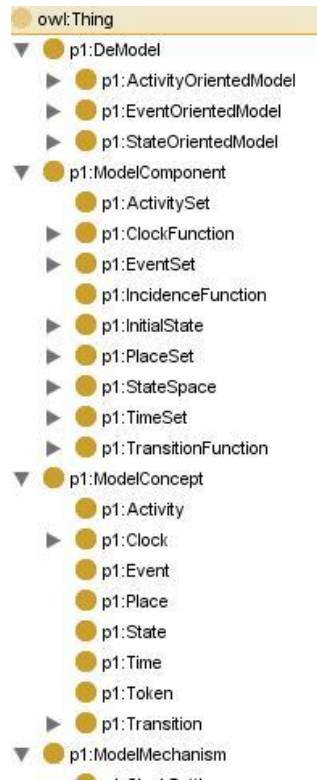 owl:Thing
p1:DeModel
p1:ActivityOrientedModel
p1:EventOrientedModel
p1:StateOrientedModel
p1:ModelComponent
p1:ActivitySet
p1:ClockFunction
p1:EventSet
p1:IncidenceFunction
p1:InitialState
p1:PlaceSet
p1:StateSpace
p1:TimeSet
p1:TransitionFunction
p1:ModelConcept
p1:Activity
p1:Clock
p1:Event
p1:Place
p1:State
p1:Time
p1:Token
p1:Transition
p1:ModelMechanism